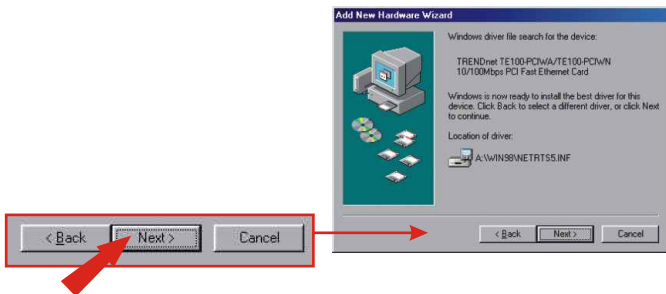 Add New Hardware Wizard
Windows driver file search for the device:
TRENDnet TE100-PCIWA/TE100-PCIWN
10/100Mbps PCI Fast Ethernet Card
Windows is now ready to install the best driver for this
device. Click Back to select a different driver, or click Next
to continue.
Location of driver:
A:\WIN98\NETRTS5.INF
< Back Next > Cancel
< Back Next > Cancel